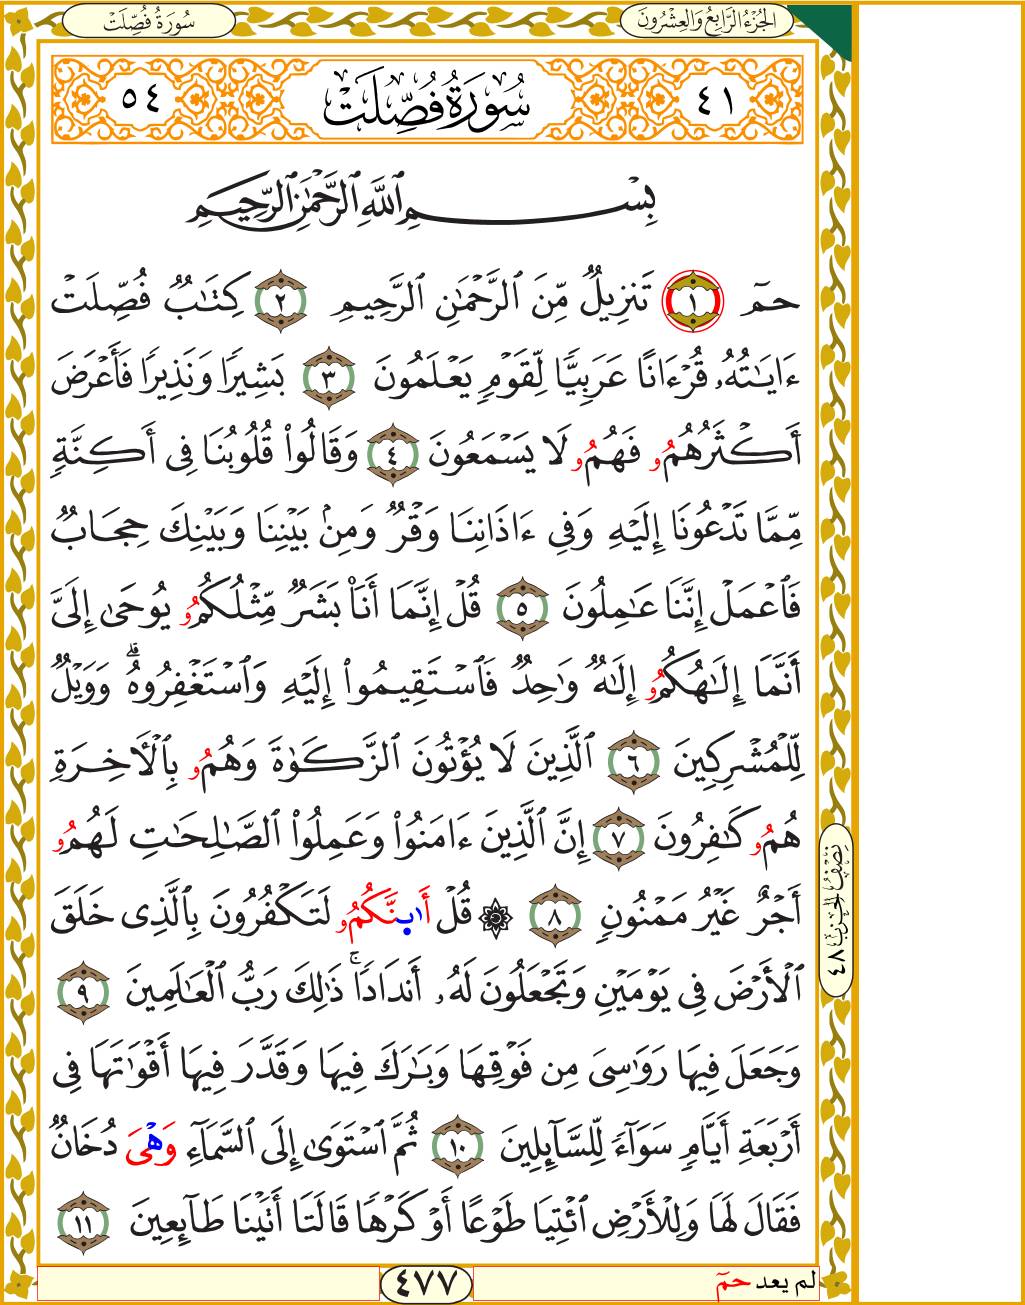 سُورَةُ فُصِّلَتْ
الجُزْءُ الرَّابِعُ وَالعِشْرُونَ
٤١ سُورَةُ فُصِّلَتْ ٥٤
بِسْمِ ٱللَّهِ ٱلرَّحْمَٰنِ ٱلرَّحِيمِ
حمٓ ١ تَنزِيلٌ مِّنَ ٱلرَّحْمَٰنِ ٱلرَّحِيمِ ٢ كِتَٰبٌ فُصِّلَتْ
ءَايَٰتُهُۥ قُرْءَانًا عَرَبِيًّا لِّقَوْمٍ يَعْلَمُونَ ٣ بَشِيرًا وَنَذِيرًا فَأَعْرَضَ
أَكْثَرُهُمُۥ فَهُمُۥ لَا يَسْمَعُونَ ٤ وَقَالُوا۟ قُلُوبُنَا فِى أَكِنَّةٍ
مِّمَّا تَدْعُونَا إِلَيْهِ وَفِى ءَاذَانِنَا وَقْرٌ وَمِنۢ بَيْنِنَا وَبَيْنِكَ حِجَابٌ
فَٱعْمَلْ إِنَّنَا عَٰمِلُونَ ٥ قُلْ إِنَّمَا أَنَا۠ بَشَرٌ مِّثْلُكُمُۥ يُوحَىٰ إِلَىَّ
أَنَّمَا إِلَٰهُكُمُۥ إِلَٰهٌ وَٰحِدٌ فَٱسْتَقِيمُوا۟ إِلَيْهِ وَٱسْتَغْفِرُوهُۗ وَوَيْلٌ
لِّلْمُشْرِكِينَ ٦ ٱلَّذِينَ لَا يُؤْتُونَ ٱلزَّكَوٰةَ وَهُمُۥ بِٱلْأَخِرَةِ
هُمُۥ كَٰفِرُونَ ٧ إِنَّ ٱلَّذِينَ ءَامَنُوا۟ وَعَمِلُوا۟ ٱلصَّٰلِحَٰتِ لَهُمُۥ
أَجْرٌ غَيْرُ مَمْنُونٍ ٨ ۞ قُلْ أَٰ۬نَّكُمُۥ لَتَكْفُرُونَ بِٱلَّذِى خَلَقَ
ٱلْأَرْضَ فِى يَوْمَيْنِ وَتَجْعَلُونَ لَهُۥ أَندَادًاۚ ذَٰلِكَ رَبُّ ٱلْعَٰلَمِينَ ٩
وَجَعَلَ فِيهَا رَوَٰسِىَ مِن فَوْقِهَا وَبَٰرَكَ فِيهَا وَقَدَّرَ فِيهَا أَقْوَٰتَهَا فِى
أَرْبَعَةِ أَيَّامٍ سَوَآءً لِّلسَّآئِلِينَ ١٠ ثُمَّ ٱسْتَوَىٰ إِلَى ٱلسَّمَآءِ وَهْىَ دُخَانٌ
فَقَالَ لَهَا وَلِلْأَرْضِ ٱئْتِيَا طَوْعًا أَوْ كَرْهًا قَالَتَا أَتَيْنَا طَآئِعِينَ ١١
نِصْفُ الحِزْبِ ٤٨
٤٧٧
لم يعد حمٓ